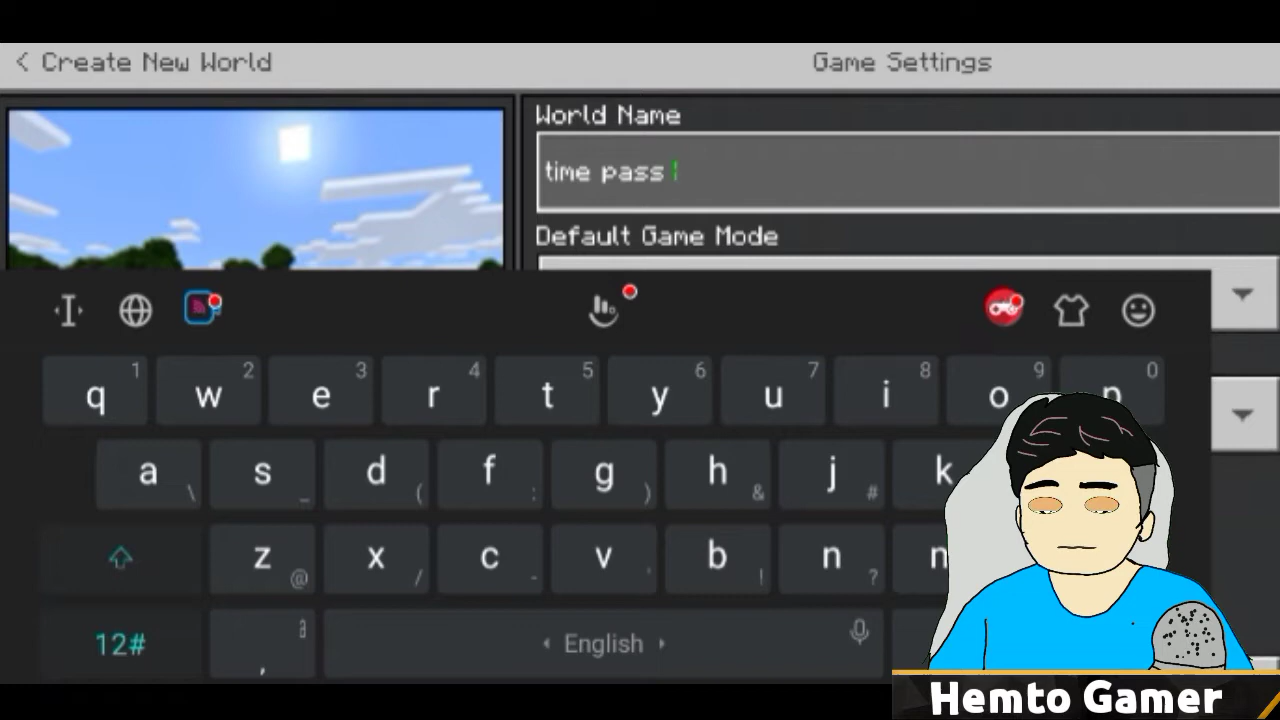 < Create New World
Game Settings
World Name
time pass
Default Game Mode
q 1 w 2 e 3 r 4 t 5 y 6 u 7 i 8 o 9 p 0
a \ s _ d ( f : g ) h & j # k
z @ x / c - v ' b ! n ?
12# , English
Hemto Gamer